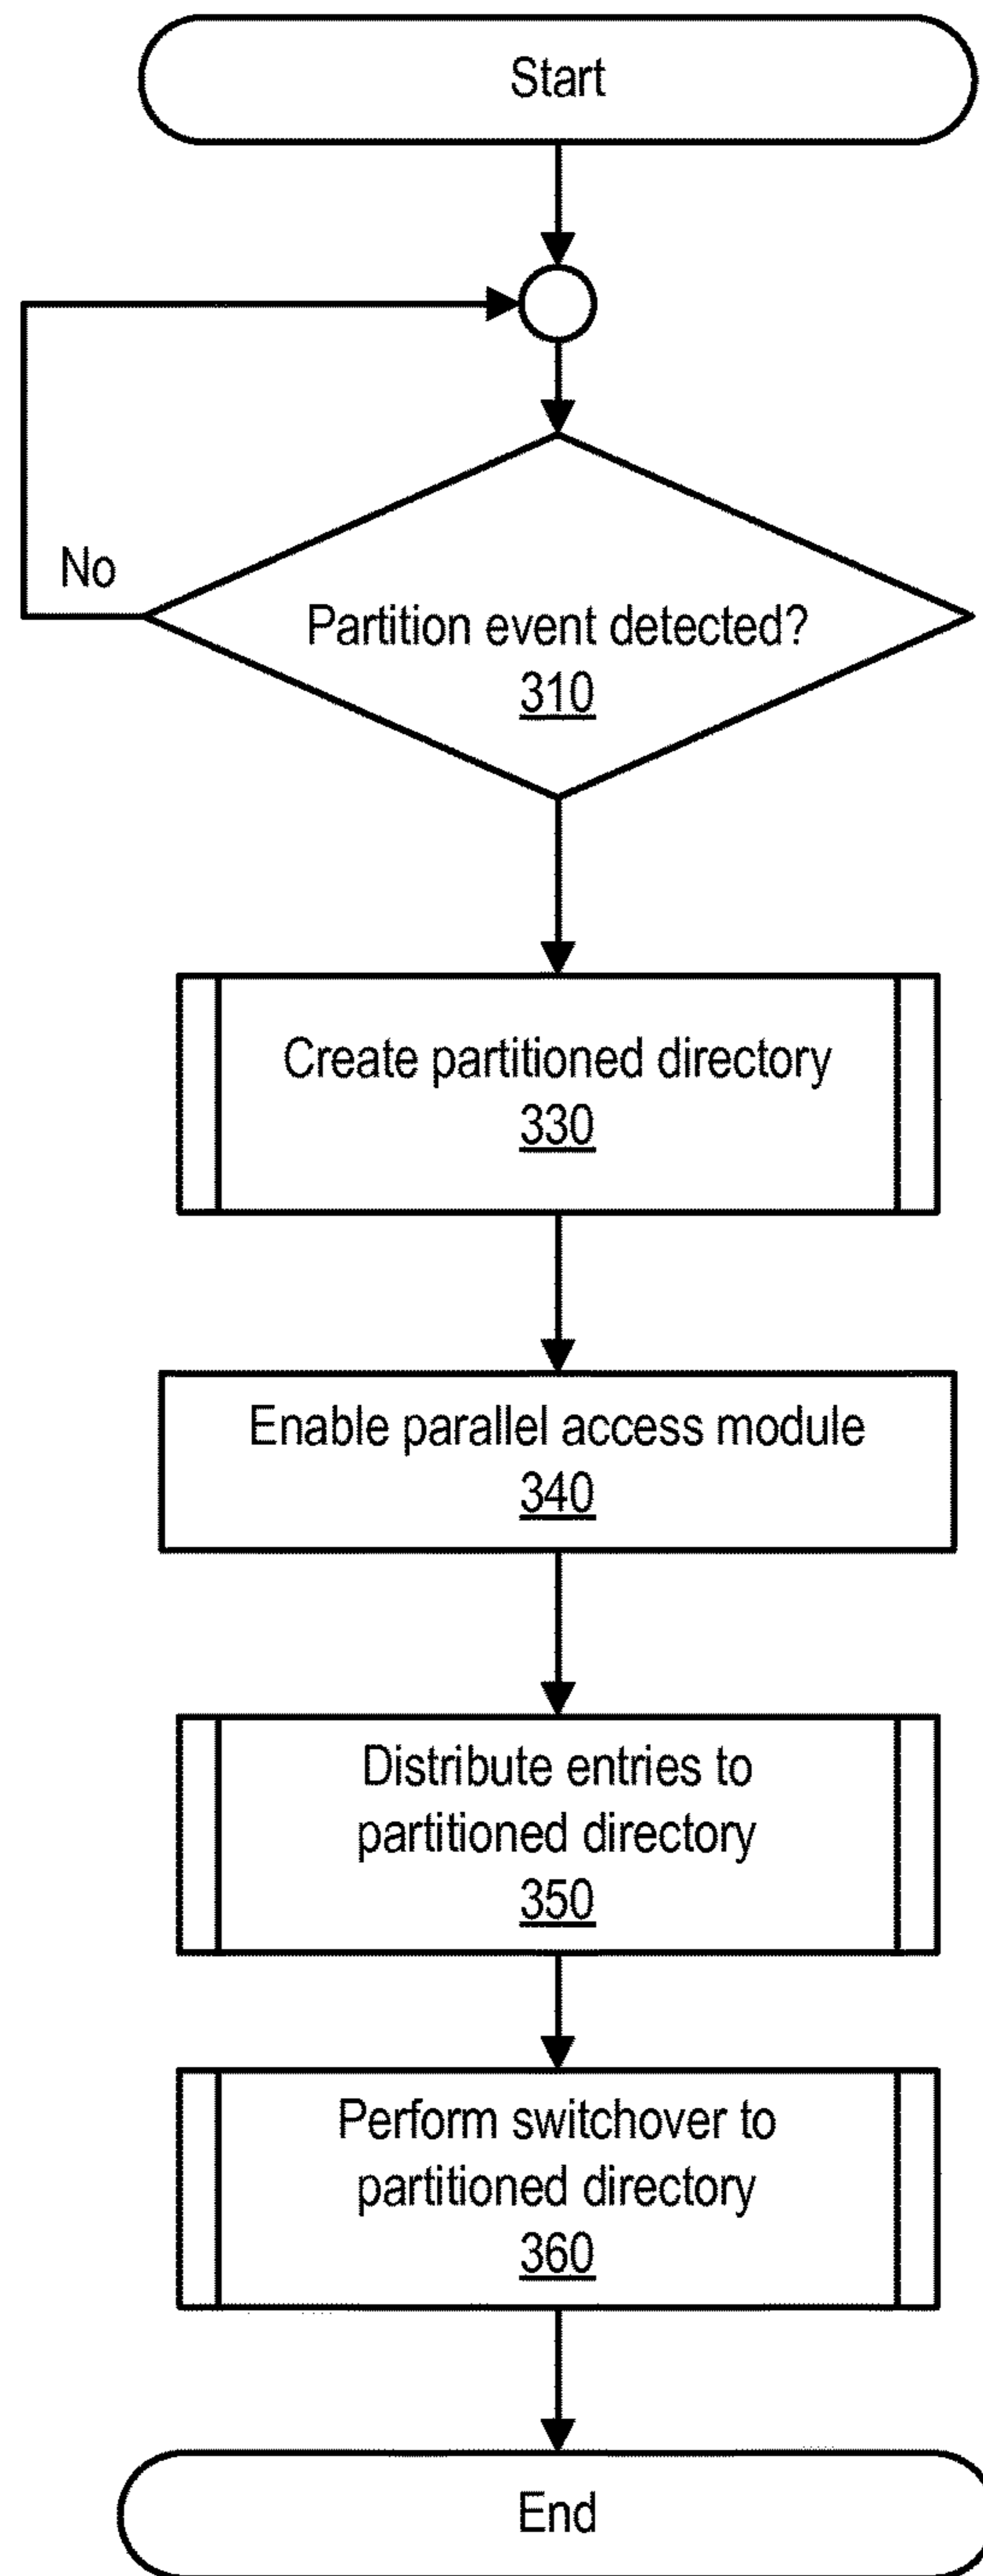 Start
No
Partition event detected?
310
Create partitioned directory
330
Enable parallel access module
340
Distribute entries to
partitioned directory
350
Perform switchover to
partitioned directory
360
End